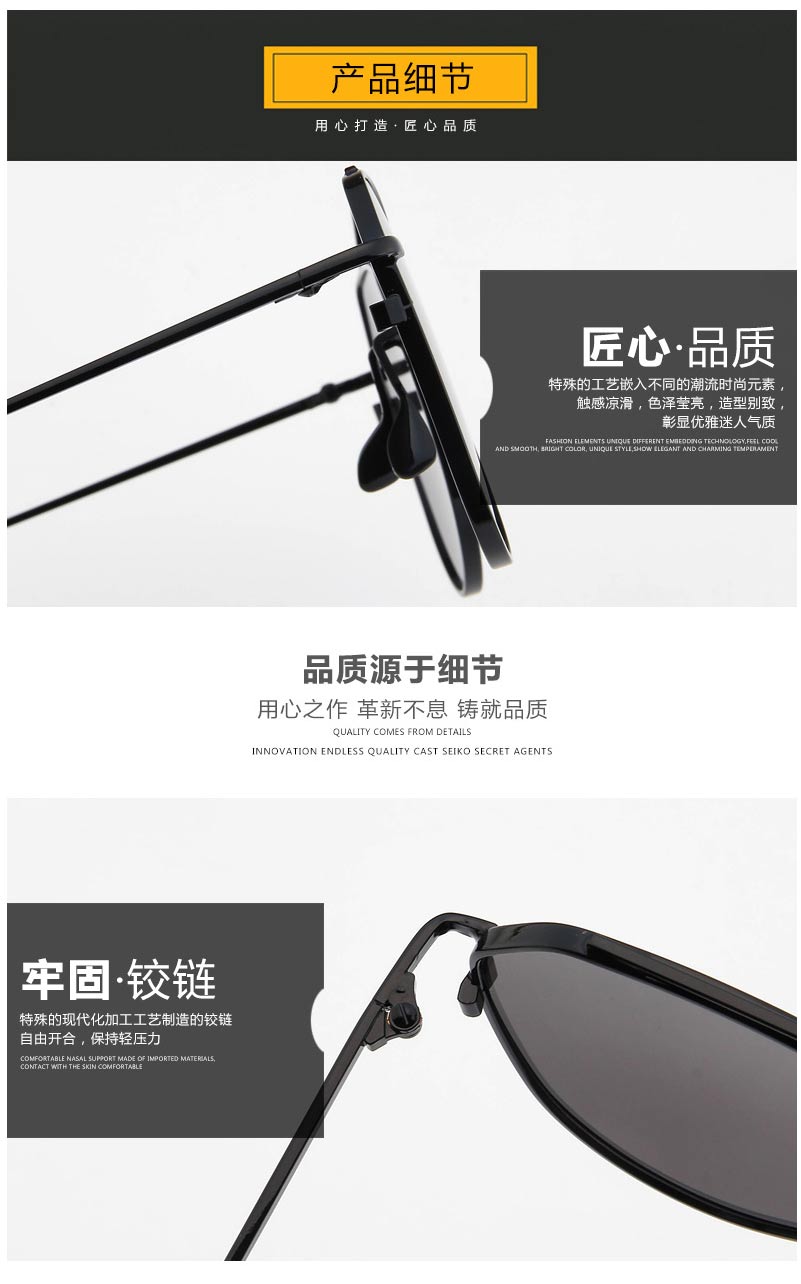 产品细节
用心打造·匠心品质
匠心·品质
特殊的工艺嵌入不同的潮流时尚元素，
触感凉滑，色泽莹亮，造型别致，
彰显优雅迷人气质
FASHION ELEMENTS UNIQUE DIFFERENT EMBEDDING TECHNOLOGY,FEEL COOL
AND SMOOTH, BRIGHT COLOR, UNIQUE STYLE,SHOW ELEGANT AND CHARMING TEMPERAMENT
品质源于细节
用心之作 革新不息 铸就品质
QUALITY COMES FROM DETAILS
INNOVATION ENDLESS QUALITY CAST SEIKO SECRET AGENTS
牢固·铰链
特殊的现代化加工工艺制造的铰链
自由开合，保持轻压力
COMFORTABLE NASAL SUPPORT MADE OF IMPORTED MATERIALS,
CONTACT WITH THE SKIN COMFORTABLE